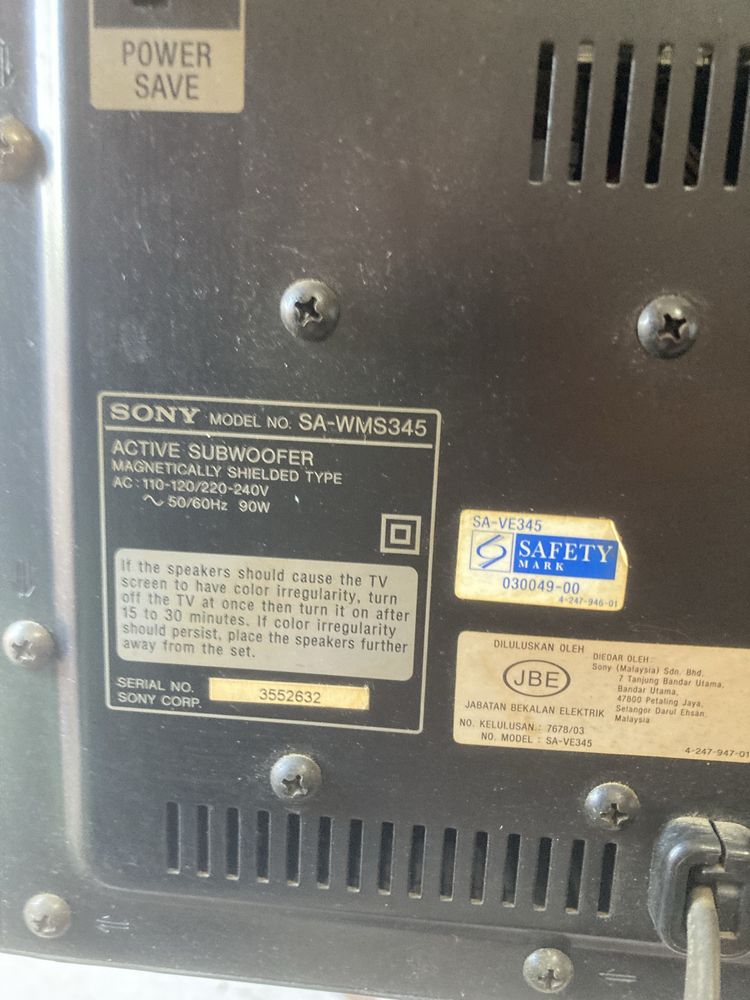 POWER
SAVE
SONY MODEL NO. SA-WMS345
ACTIVE SUBWOOFER
MAGNETICALLY SHIELDED TYPE
AC : 110-120/220-240V
～ 50/60Hz 90W
If the speakers should cause the TV
screen to have color irregularity, turn
off the TV at once then turn it on after
15 to 30 minutes. If color irregularity
should persist, place the speakers further
away from the set.
SERIAL NO.
SONY CORP.
3552632
SA-VE345
SAFETY
MARK
030049-00
4-247-946-01
DILULUSKAN OLEH
JBE
JABATAN BEKALAN ELEKTRIK
NO. KELULUSAN : 7678/03
NO. MODEL : SA-VE345
DIEDAR OLEH:
Sony (Malaysia) Sdn. Bhd.
7 Tanjung Bandar Utama,
Bandar Utama,
47800 Petaling Jaya,
Selangor Darul Ehsan,
Malaysia
4-247-947-01